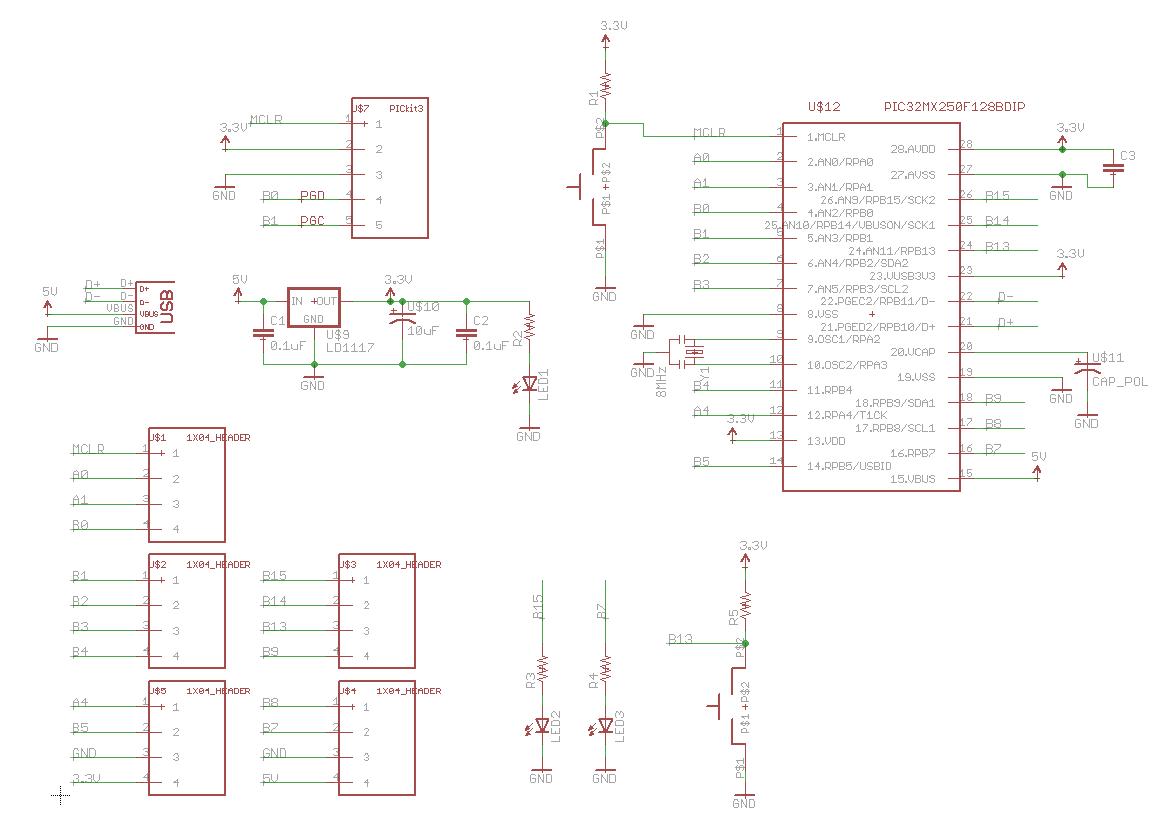 3.3V
R1
P$2
P$1
P$2
P$1
GND
U$7 PICkit3
MCLR 1 1
3.3V
2 2
3 3
GND
B0 PGD 4 4
B1 PGC 5 5
U$12 PIC32MX250F128BDIP
MCLR 1 1.MCLR
A0 2 2.AN0/RPA0
A1 3 3.AN1/RPA1
B0 4 4.AN2/RPB0
B1 5 5.AN3/RPB1
B2 6 6.AN4/RPB2/SDA2
B3 7 7.AN5/RPB3/SCL2
GND 8 8.VSS
9 9.OSC1/RPA2
GND
8MHz
Y1
10 10.OSC2/RPA3
B4 11 11.RPB4
A4 12 12.RPA4/T1CK
3.3V 13 13.VDD
B5 14 14.RPB5/USBID
3.3V
28.AVDD 28
C3
27.AVSS 27
GND
26.AN9/RPB15/SCK2 26 B15
25.AN10/RPB14/VBUSON/SCK1 25 B14
24.AN11/RPB13 24 B13
3.3V
23.VUSB3V3 23
22.PGEC2/RPB11/D- 22 D-
21.PGED2/RPB10/D+ 21 D+
20.VCAP 20
U$11
CAP_POL
GND
19.VSS 19
GND
18.RPB9/SDA1 18 B9
17.RPB8/SCL1 17 B8
16.RPB7 16 B7
5V
15.VBUS 15
5V
D+ D+ D+
D- D- D-
VBUS VBUS
GND GND
USB
GND
5V
IN OUT
GND
U$9
LD1117
3.3V
U$10
10uF
C1
0.1uF
C2
0.1uF
GND
R2
LED1
GND
U$1 1X04_HEADER
MCLR 1 1
A0 2 2
A1 3 3
B0 4 4
U$2 1X04_HEADER
B1 1 1
B2 2 2
B3 3 3
B4 4 4
U$3 1X04_HEADER
B15 1 1
B14 2 2
B13 3 3
B9 4 4
U$5 1X04_HEADER
A4 1 1
B5 2 2
GND 3 3
3.3V 4 4
U$4 1X04_HEADER
B8 1 1
B7 2 2
GND 3 3
5V 4 4
B15
R3
LED2
GND
B7
R4
LED3
GND
3.3V
R5
B13
P$2
P$1
P$2
P$1
GND